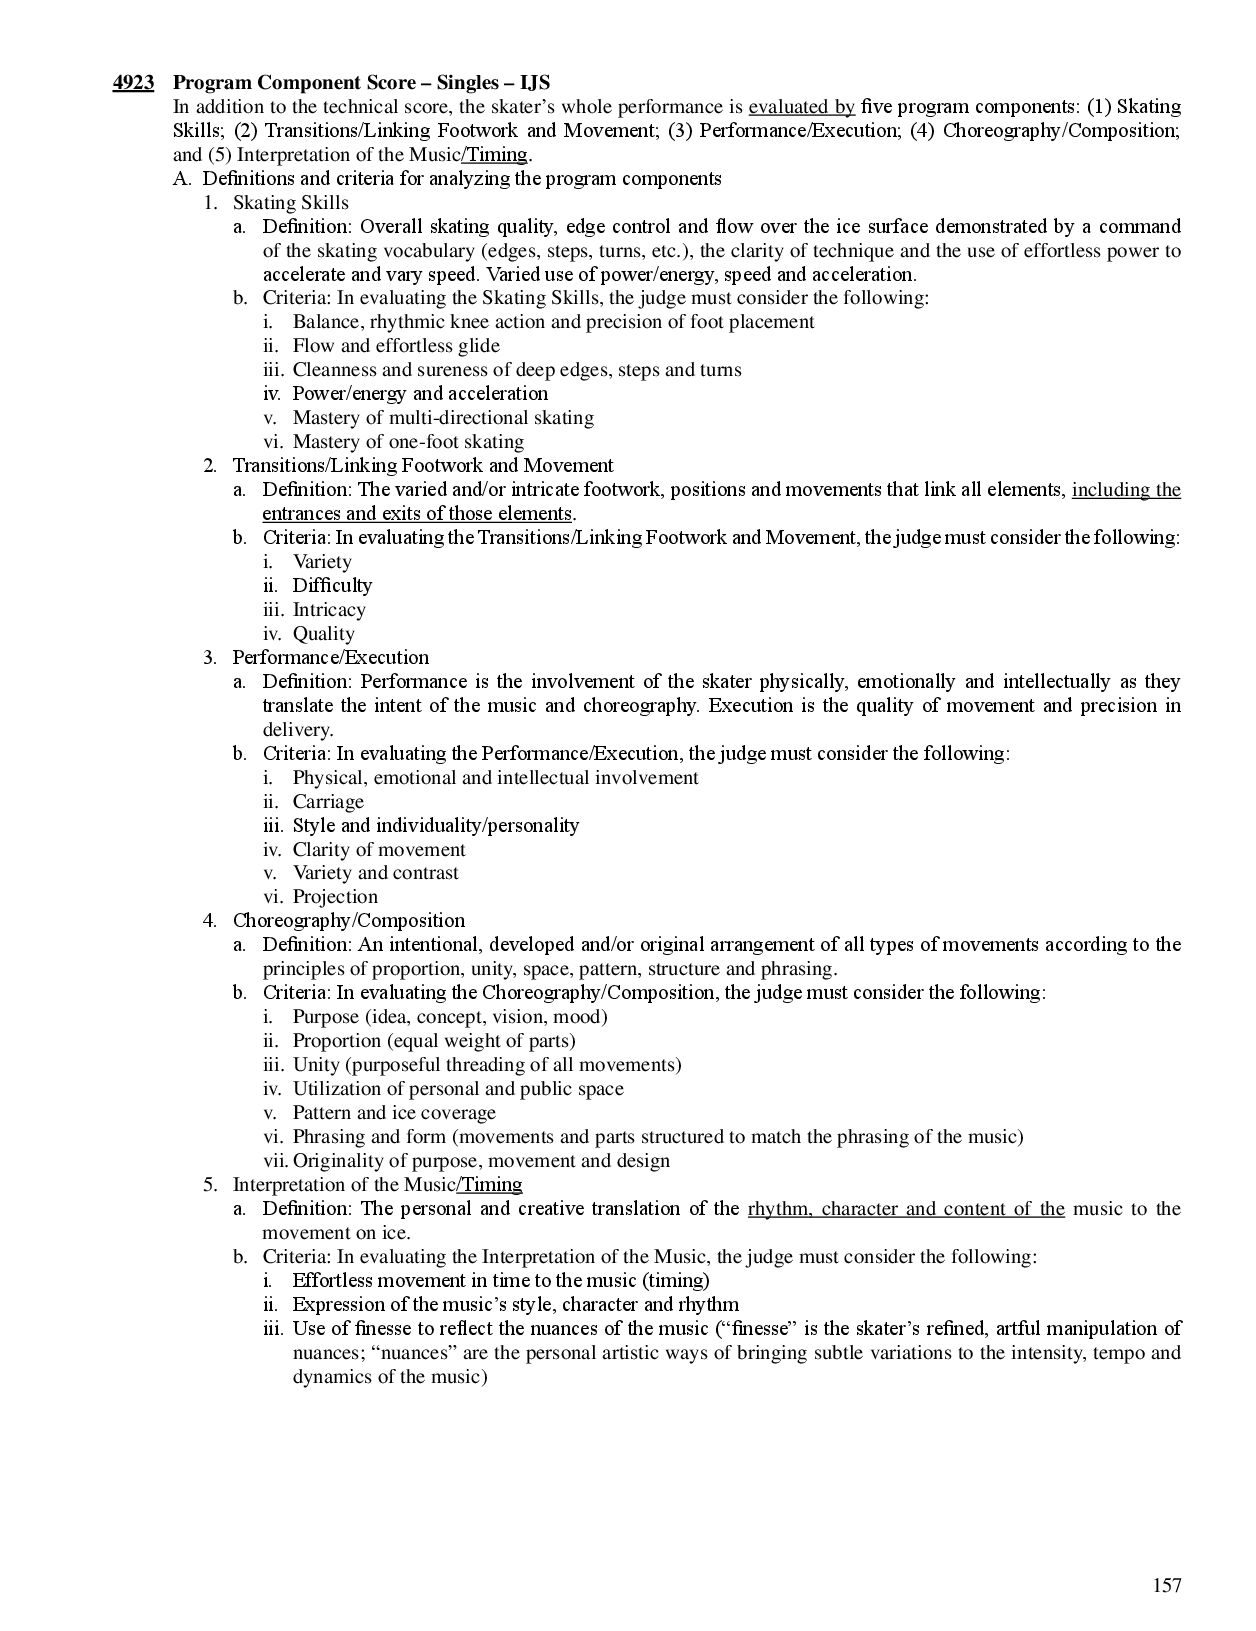 4923 Program Component Score – Singles – IJS
In addition to the technical score, the skater’s whole performance is evaluated by five program components: (1) Skating
Skills; (2) Transitions/Linking Footwork and Movement; (3) Performance/Execution; (4) Choreography/Composition;
and (5) Interpretation of the Music/Timing.
A. Definitions and criteria for analyzing the program components
1. Skating Skills
a. Definition: Overall skating quality, edge control and flow over the ice surface demonstrated by a command
of the skating vocabulary (edges, steps, turns, etc.), the clarity of technique and the use of effortless power to
accelerate and vary speed. Varied use of power/energy, speed and acceleration.
b. Criteria: In evaluating the Skating Skills, the judge must consider the following:
i. Balance, rhythmic knee action and precision of foot placement
ii. Flow and effortless glide
iii. Cleanness and sureness of deep edges, steps and turns
iv. Power/energy and acceleration
v. Mastery of multi-directional skating
vi. Mastery of one-foot skating
2. Transitions/Linking Footwork and Movement
a. Definition: The varied and/or intricate footwork, positions and movements that link all elements, including the
entrances and exits of those elements.
b. Criteria: In evaluating the Transitions/Linking Footwork and Movement, the judge must consider the following:
i. Variety
ii. Difficulty
iii. Intricacy
iv. Quality
3. Performance/Execution
a. Definition: Performance is the involvement of the skater physically, emotionally and intellectually as they
translate the intent of the music and choreography. Execution is the quality of movement and precision in
delivery.
b. Criteria: In evaluating the Performance/Execution, the judge must consider the following:
i. Physical, emotional and intellectual involvement
ii. Carriage
iii. Style and individuality/personality
iv. Clarity of movement
v. Variety and contrast
vi. Projection
4. Choreography/Composition
a. Definition: An intentional, developed and/or original arrangement of all types of movements according to the
principles of proportion, unity, space, pattern, structure and phrasing.
b. Criteria: In evaluating the Choreography/Composition, the judge must consider the following:
i. Purpose (idea, concept, vision, mood)
ii. Proportion (equal weight of parts)
iii. Unity (purposeful threading of all movements)
iv. Utilization of personal and public space
v. Pattern and ice coverage
vi. Phrasing and form (movements and parts structured to match the phrasing of the music)
vii. Originality of purpose, movement and design
5. Interpretation of the Music/Timing
a. Definition: The personal and creative translation of the rhythm, character and content of the music to the
movement on ice.
b. Criteria: In evaluating the Interpretation of the Music, the judge must consider the following:
i. Effortless movement in time to the music (timing)
ii. Expression of the music’s style, character and rhythm
iii. Use of finesse to reflect the nuances of the music (“finesse” is the skater’s refined, artful manipulation of
nuances; “nuances” are the personal artistic ways of bringing subtle variations to the intensity, tempo and
dynamics of the music)
157